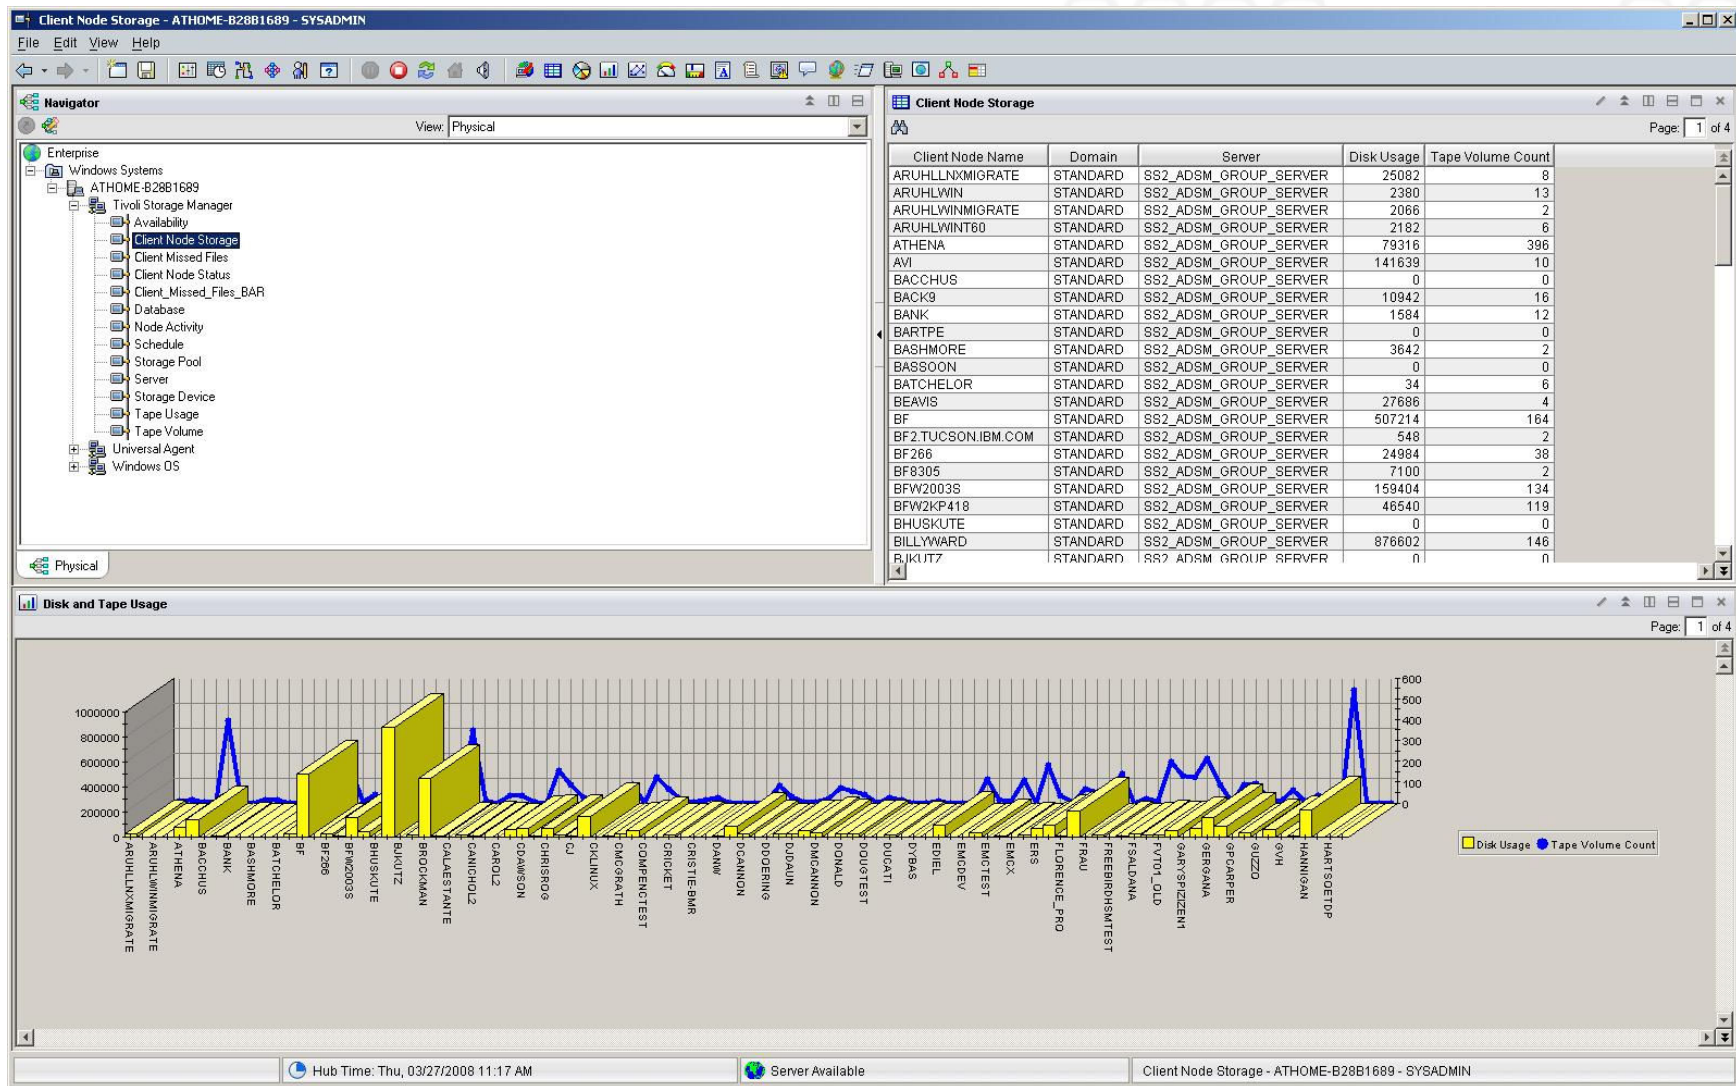 Client Node Storage - ATHOME-B28B1689 - SYSADMIN
File Edit View Help
Navigator
View: Physical
Enterprise
Windows Systems
ATHOME-B28B1689
Tivoli Storage Manager
Availability
Client Node Storage
Client Missed Files
Client Node Status
Client_Missed_Files_BAR
Database
Node Activity
Schedule
Storage Pool
Server
Storage Device
Tape Usage
Tape Volume
Universal Agent
Windows OS
Physical
Client Node Storage
Page: 1 of 4
Client Node Name Domain Server Disk Usage Tape Volume Count
ARUHLLNXMIGRATE STANDARD SS2_ADSM_GROUP_SERVER 25082 8
ARUHLWIN STANDARD SS2_ADSM_GROUP_SERVER 2380 13
ARUHLWINMIGRATE STANDARD SS2_ADSM_GROUP_SERVER 2066 2
ARUHLWINT60 STANDARD SS2_ADSM_GROUP_SERVER 2182 6
ATHENA STANDARD SS2_ADSM_GROUP_SERVER 79316 396
AVI STANDARD SS2_ADSM_GROUP_SERVER 141639 10
BACCHUS STANDARD SS2_ADSM_GROUP_SERVER 0 0
BACK9 STANDARD SS2_ADSM_GROUP_SERVER 10942 16
BANK STANDARD SS2_ADSM_GROUP_SERVER 1584 12
BARTPE STANDARD SS2_ADSM_GROUP_SERVER 0 0
BASHMORE STANDARD SS2_ADSM_GROUP_SERVER 3642 2
BASSOON STANDARD SS2_ADSM_GROUP_SERVER 0 0
BATCHELOR STANDARD SS2_ADSM_GROUP_SERVER 34 6
BEAVIS STANDARD SS2_ADSM_GROUP_SERVER 27686 4
BF STANDARD SS2_ADSM_GROUP_SERVER 507214 164
BF2.TUCSON.IBM.COM STANDARD SS2_ADSM_GROUP_SERVER 548 2
BF266 STANDARD SS2_ADSM_GROUP_SERVER 24984 38
BF8305 STANDARD SS2_ADSM_GROUP_SERVER 7100 2
BFW2003S STANDARD SS2_ADSM_GROUP_SERVER 159404 134
BFW2KP418 STANDARD SS2_ADSM_GROUP_SERVER 46540 119
BHUSKUTE STANDARD SS2_ADSM_GROUP_SERVER 0 0
BILLYWARD STANDARD SS2_ADSM_GROUP_SERVER 876602 146
BJKUTZ STANDARD SS2_ADSM_GROUP_SERVER 0 0
Disk and Tape Usage
Page: 1 of 4
1000000
800000
600000
400000
200000
0
600
500
400
300
200
100
0
ARUHLLNXMIGRATE
ARUHLWINMIGRATE
ATHENA
BACCHUS
BANK
BASHMORE
BATCHELOR
BF
BF266
BFW2003S
BHUSKUTE
BJKUTZ
BROCKMAN
CALAESTANTE
CANICHOL2
CAROL2
CDAWSON
CHRISROG
CJ
CKLINUX
CMCGRATH
COMPENCTEST
CRICKET
CRISTIE-BMR
DANW
DCANNON
DDOERING
DJDAUN
DMCANNON
DONALD
DOUGTEST
DUCATI
DYBAS
EDIEL
EMCDEV
EMCTEST
EMCX
ERS
FLORENCE_PRO
FRAU
FREEBIRDHSMTEST
FSALDANA
FVT01_OLD
GARYSPIZIZEN1
GERGANA
GPCARPER
GUZZO
GVH
HANNIGAN
HARTSOETDP
Disk Usage Tape Volume Count
Hub Time: Thu, 03/27/2008 11:17 AM
Server Available
Client Node Storage - ATHOME-B28B1689 - SYSADMIN